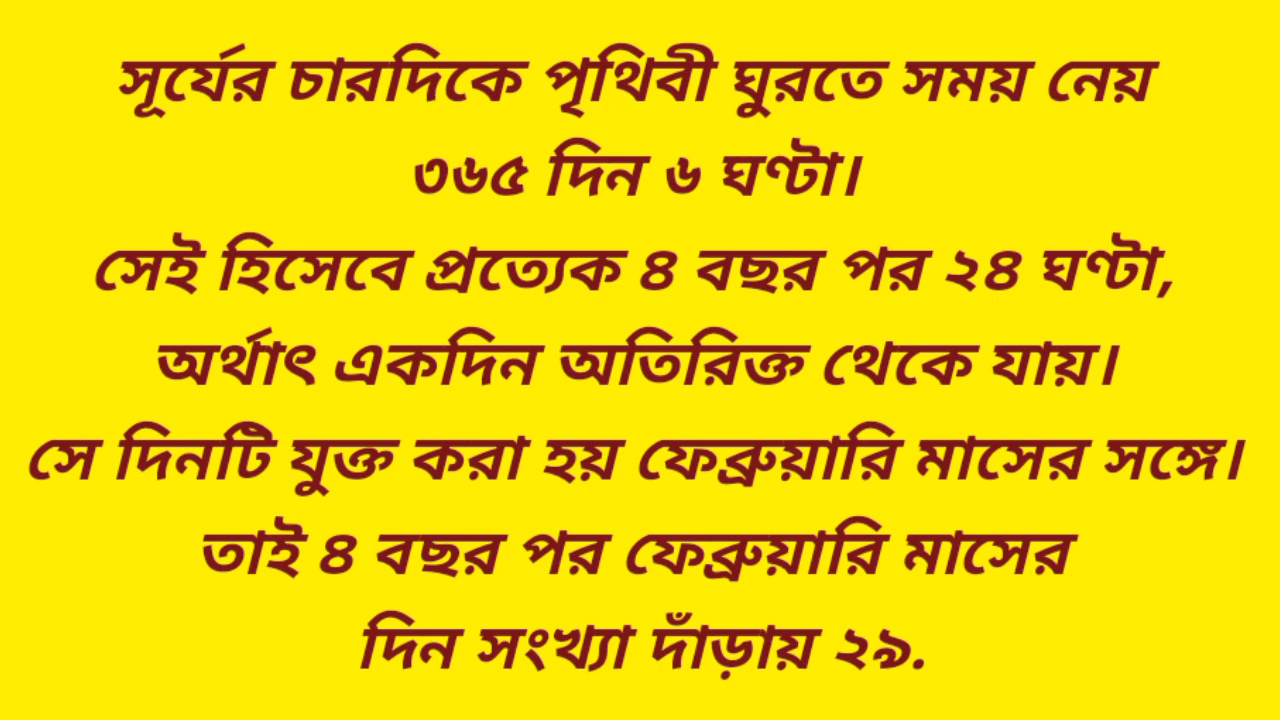 সূর্যের চারদিকে পৃথিবী ঘুরতে সময় নেয়
৩৬৫ দিন ৬ ঘণ্টা।
সেই হিসেবে প্রত্যেক ৪ বছর পর ২৪ ঘণ্টা,
অর্থাৎ একদিন অতিরিক্ত থেকে যায়।
সে দিনটি যুক্ত করা হয় ফেব্রুয়ারি মাসের সঙ্গে।
তাই ৪ বছর পর ফেব্রুয়ারি মাসের
দিন সংখ্যা দাঁড়ায় ২৯.